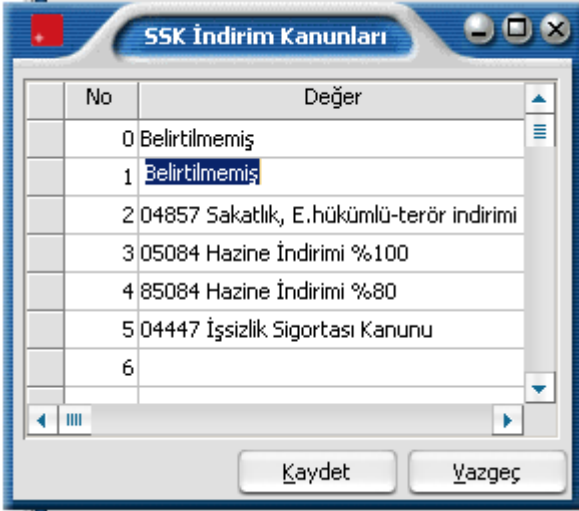 SSK İndirim Kanunları
No Değer
0 Belirtilmemiş
1 Belirtilmemiş
2 04857 Sakatlık, E.hükümlü-terör indirimi
3 05084 Hazine İndirimi %100
4 85084 Hazine İndirimi %80
5 04447 İşsizlik Sigortası Kanunu
6
Kaydet Vazgeç